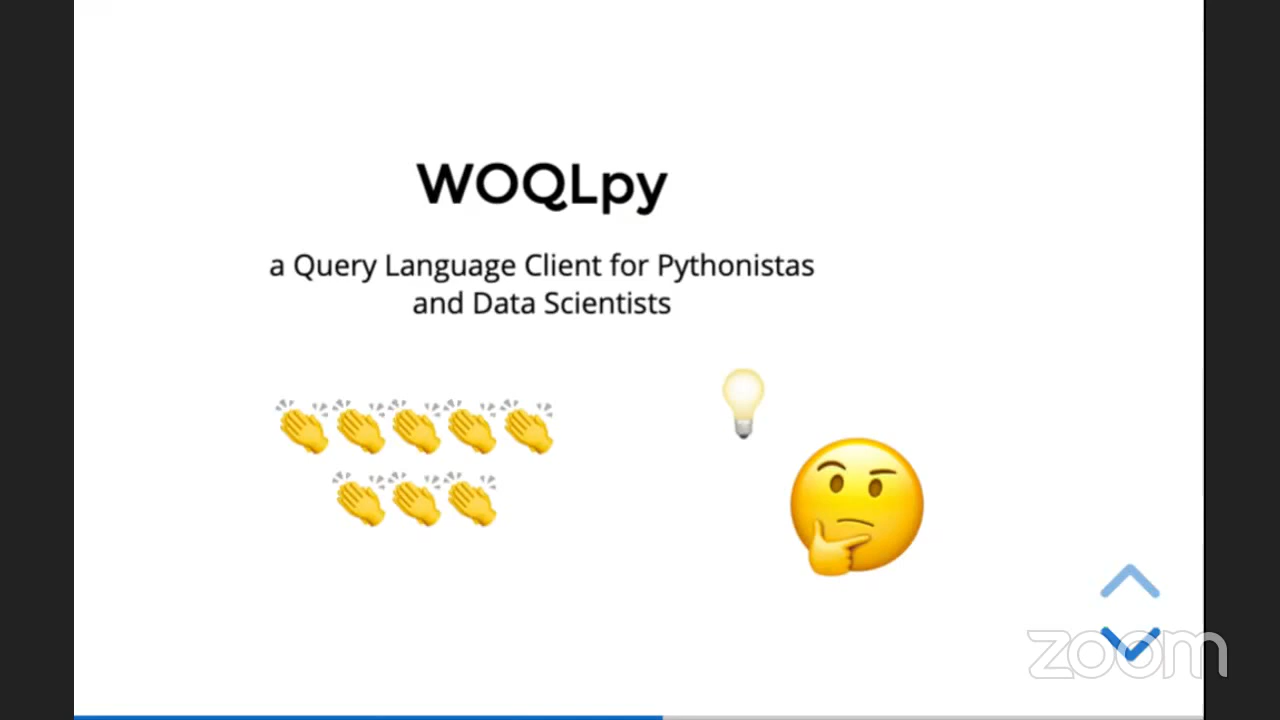 WOQLpy
a Query Language Client for Pythonistas
and Data Scientists
zoom